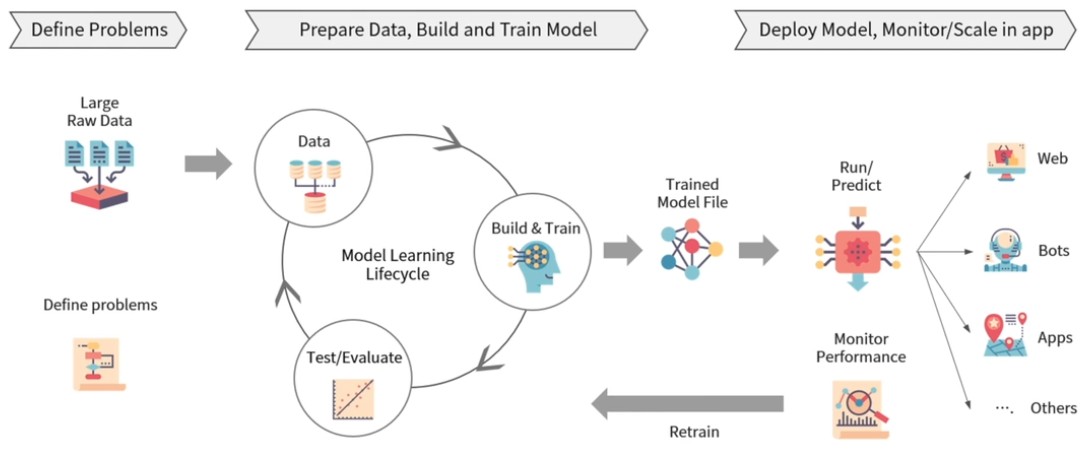 Define Problems
Prepare Data, Build and Train Model
Deploy Model, Monitor/Scale in app
Large
Raw Data
Define problems
Data
Build & Train
Model Learning
Lifecycle
Test/Evaluate
Trained
Model File
Run/
Predict
Monitor
Performance
Retrain
Web
Bots
Apps
.... Others